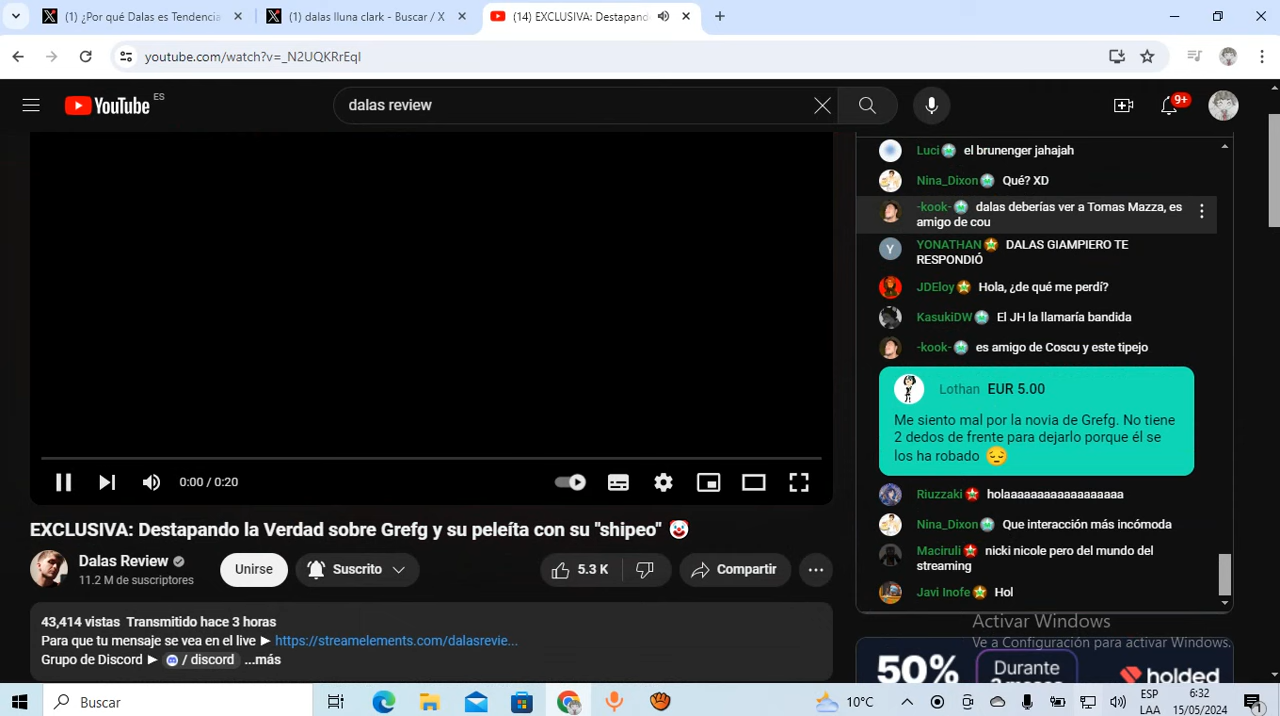 (1) ¿Por qué Dalas es Tendencia
(1) dalas lluna clark - Buscar / X
(14) EXCLUSIVA: Destapando
youtube.com/watch?v=_N2UQKRrEqI
YouTube ES
dalas review
9+
Luci el brunenger jahajah
Nina_Dixon Qué? XD
-kook- dalas deberías ver a Tomas Mazza, es
amigo de cou
YONATHAN DALAS GIAMPIERO TE
RESPONDIÓ
JDEloy Hola, ¿de qué me perdí?
KasukiDW El JH la llamaría bandida
-kook- es amigo de Coscu y este tipejo
Lothan EUR 5.00
Me siento mal por la novia de Grefg. No tiene
2 dedos de frente para dejarlo porque él se
los ha robado 😔
Riuzzaki holaaaaaaaaaaaaaaaaaaa
Nina_Dixon Que interacción más incómoda
Maciruli nicki nicole pero del mundo del
streaming
Javi Inofe Hol
0:00 / 0:20
EXCLUSIVA: Destapando la Verdad sobre Grefg y su peleíta con su "shipeo" 🤡
Dalas Review
11.2 M de suscriptores
Unirse
Suscrito
5.3 K
Compartir
43,414 vistas Transmitido hace 3 horas
Para que tu mensaje se vea en el live ► https://streamelements.com/dalasrevie...
Grupo de Discord ► / discord ...más
Activar Windows
Ve a Configuración para activar Windows.
50%
Durante
holded
Buscar
10°C
ESP
LAA
6:32
15/05/2024
1